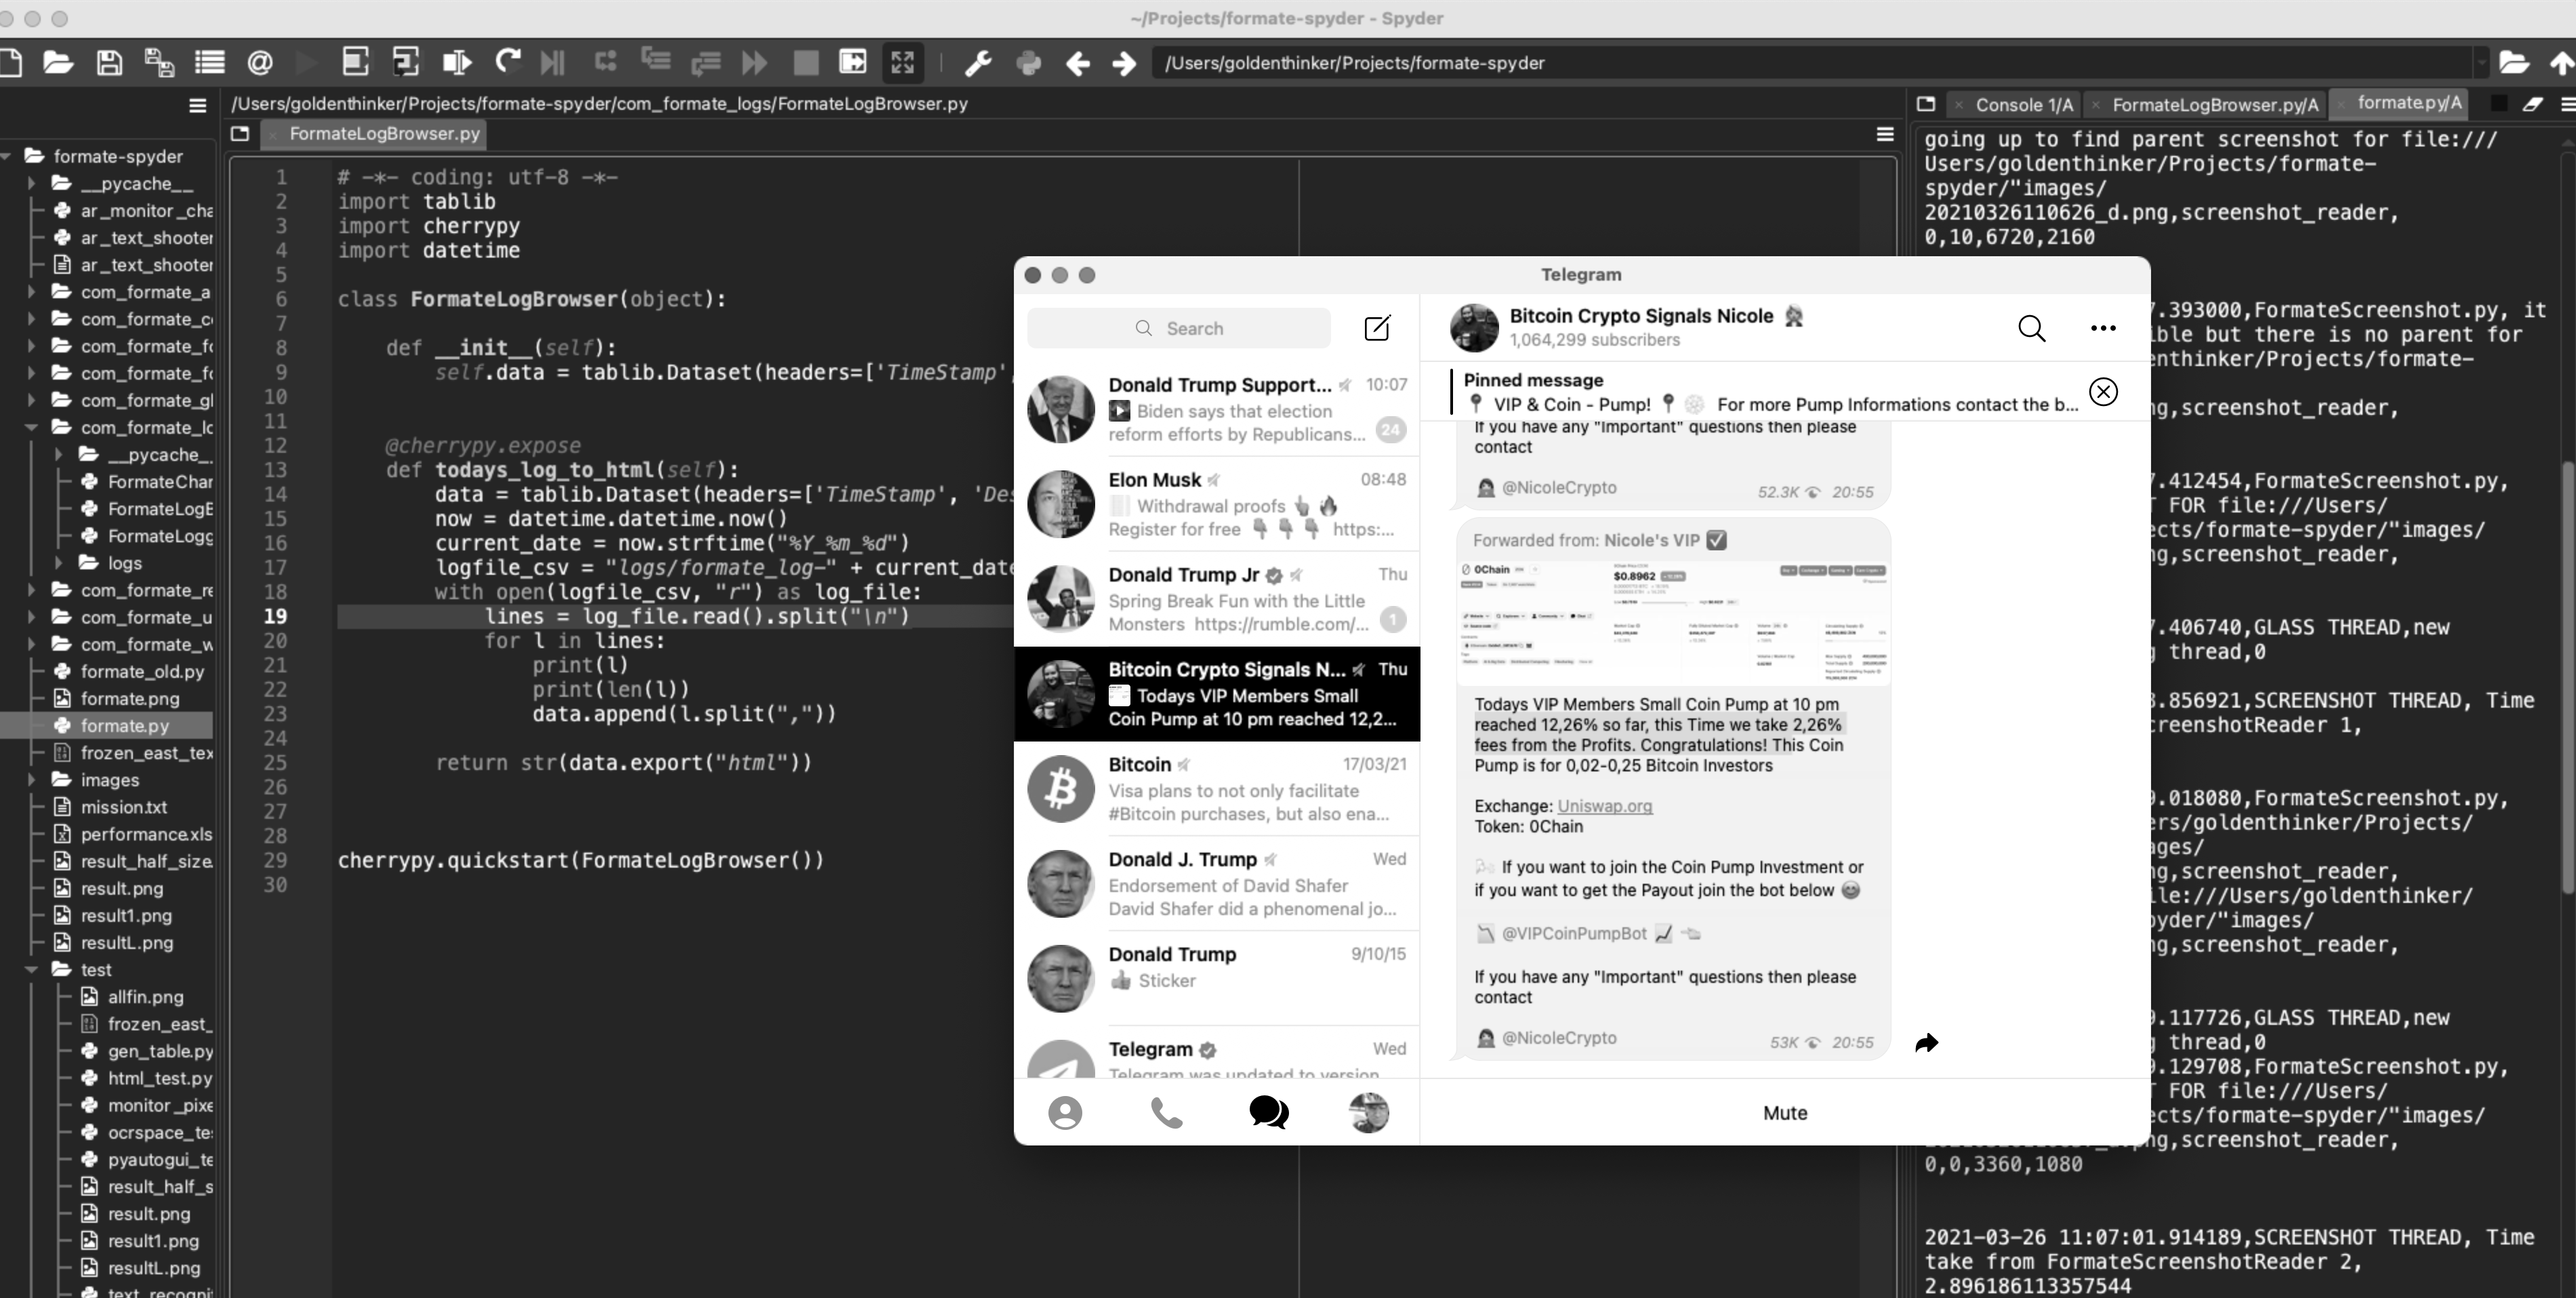 ~/Projects/formate-spyder - Spyder
/Users/goldenthinker/Projects/formate-spyder
/Users/goldenthinker/Projects/formate-spyder/com_formate_logs/FormateLogBrowser.py
FormateLogBrowser.py
formate-spyder
__pycache__
ar_monitor_cha
ar_text_shooter
ar_text_shooter
com_formate_a
com_formate_c
com_formate_fo
com_formate_fo
com_formate_gl
com_formate_lo
__pycache_
FormateChar
FormateLogB
FormateLogg
logs
com_formate_re
com_formate_u
com_formate_w
formate_old.py
formate.png
formate.py
frozen_east_tex
images
mission.txt
performance.xls
result_half_size
result.png
result1.png
resultL.png
test
allfin.png
frozen_east_
gen_table.py
html_test.py
monitor_pixe
ocrspace_te
pyautogui_te
result_half_s
result.png
result1.png
resultL.png
text_recogni
1 # -*- coding: utf-8 -*-
2 import tablib
3 import cherrypy
4 import datetime
5
6 class FormateLogBrowser(object):
7
8 def __init__(self):
9 self.data = tablib.Dataset(headers=['TimeStamp'
10
11
12 @cherrypy.expose
13 def todays_log_to_html(self):
14 data = tablib.Dataset(headers=['TimeStamp', 'Des
15 now = datetime.datetime.now()
16 current_date = now.strftime("%Y_%m_%d")
17 logfile_csv = "logs/formate_log-" + current_date
18 with open(logfile_csv, "r") as log_file:
19 lines = log_file.read().split("\n")
20 for l in lines:
21 print(l)
22 print(len(l))
23 data.append(l.split(","))
24
25 return str(data.export("html"))
26
27
28
29 cherrypy.quickstart(FormateLogBrowser())
30
Telegram
Search
Donald Trump Support... 10:07
Biden says that election
reform efforts by Republicans... 24
Elon Musk 08:48
Withdrawal proofs
Register for free https:...
Donald Trump Jr Thu
Spring Break Fun with the Little
Monsters https://rumble.com/... 1
Bitcoin Crypto Signals N... Thu
Todays VIP Members Small
Coin Pump at 10 pm reached 12,2...
Bitcoin 17/03/21
Visa plans to not only facilitate
#Bitcoin purchases, but also ena...
Donald J. Trump Wed
Endorsement of David Shafer
David Shafer did a phenomenal jo...
Donald Trump 9/10/15
Sticker
Telegram Wed
Telegram was updated to version
Bitcoin Crypto Signals Nicole
1,064,299 subscribers
Pinned message
VIP & Coin - Pump! For more Pump Informations contact the b...
If you have any "Important" questions then please
contact
@NicoleCrypto 52.3K 20:55
Forwarded from: Nicole's VIP
0Chain
$0.8962
Todays VIP Members Small Coin Pump at 10 pm
reached 12,26% so far, this Time we take 2,26%
fees from the Profits. Congratulations! This Coin
Pump is for 0,02-0,25 Bitcoin Investors
Exchange: Uniswap.org
Token: 0Chain
If you want to join the Coin Pump Investment or
if you want to get the Payout join the bot below
@VIPCoinPumpBot
If you have any "Important" questions then please
contact
@NicoleCrypto 53K 20:55
Mute
Console 1/A
FormateLogBrowser.py/A
formate.py/A
going up to find parent screenshot for file:///
Users/goldenthinker/Projects/formate-
spyder/"images/
20210326110626_d.png,screenshot_reader,
0,10,6720,2160
7.393000,FormateScreenshot.py, it
ible but there is no parent for
enthinker/Projects/formate-
ng,screenshot_reader,
7.412454,FormateScreenshot.py,
T FOR file:///Users/
ects/formate-spyder/"images/
ng,screenshot_reader,
7.406740,GLASS THREAD,new
g thread,0
8.856921,SCREENSHOT THREAD, Time
creenshotReader 1,
9.018080,FormateScreenshot.py,
ers/goldenthinker/Projects/
ages/
ng,screenshot_reader,
ile:///Users/goldenthinker/
pyder/"images/
ng,screenshot_reader,
9.117726,GLASS THREAD,new
g thread,0
9.129708,FormateScreenshot.py,
T FOR file:///Users/
ects/formate-spyder/"images/
ng,screenshot_reader,
0,0,3360,1080
2021-03-26 11:07:01.914189,SCREENSHOT THREAD, Time
take from FormateScreenshotReader 2,
2.896186113357544